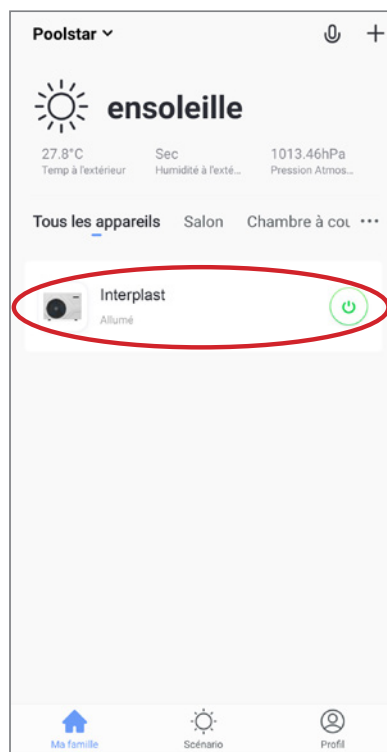 Poolstar
ensoleille
27.8°C Sec 1013.46hPa
Temp à l'extérieur Humidité à l'exté... Pression Atmos...
Tous les appareils Salon Chambre à cou ...
Interplast
Allumé
Ma famille Scénario Profil